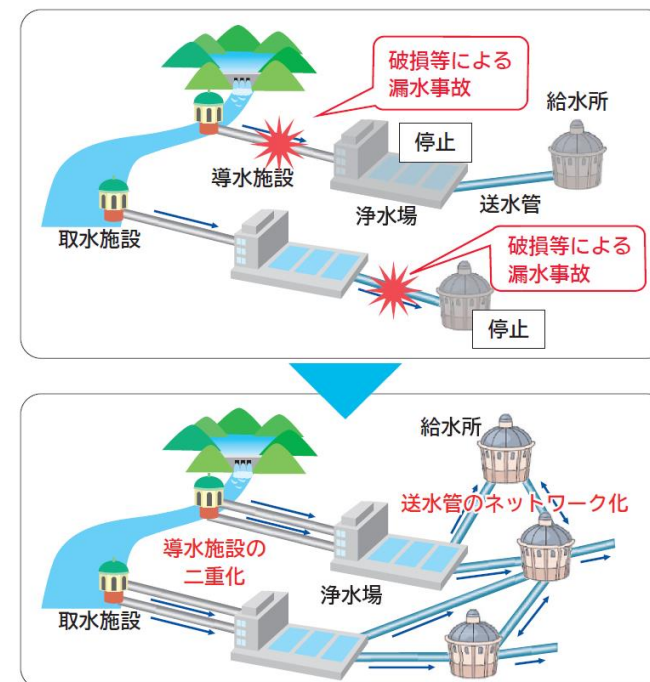 破損等による
漏水事故
給水所
停止
導水施設
浄水場
送水管
取水施設
破損等による
漏水事故
停止
給水所
送水管のネットワーク化
導水施設の
二重化
浄水場
取水施設